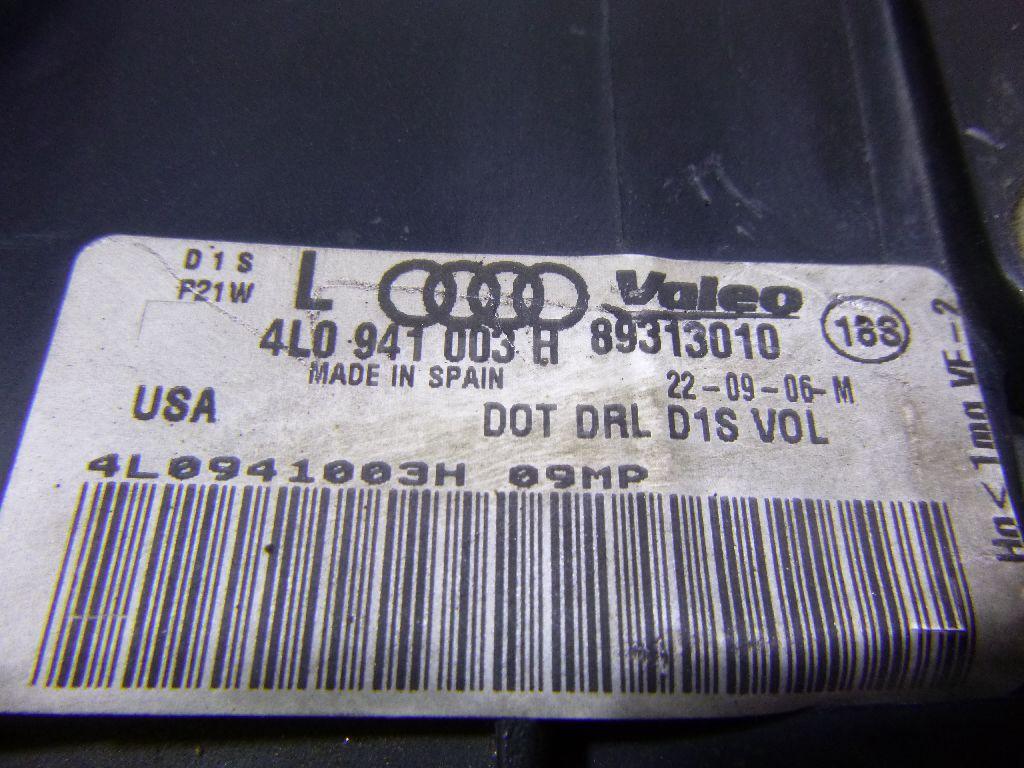 D1S L Valeo
P21W
4L0 941 003 H 89313010
MADE IN SPAIN 22-09-06-M
USA DOT DRL D1S VOL
4L0941003H 09MP